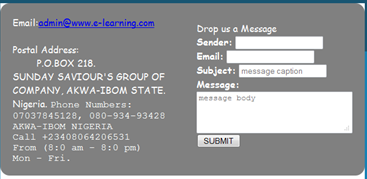 Email:admin@www.e-learning.com
Postal Address:
P.O.BOX 218.
SUNDAY SAVIOUR'S GROUP OF
COMPANY, AKWA-IBOM STATE.
Nigeria. Phone Numbers:
07037845128, 080-934-93428
AKWA-IBOM NIGERIA
Call +23408064206531
From (8:0 am - 8:0 pm)
Mon - Fri.
Drop us a Message
Sender:
Email:
Subject: message caption
Message:
message body
SUBMIT